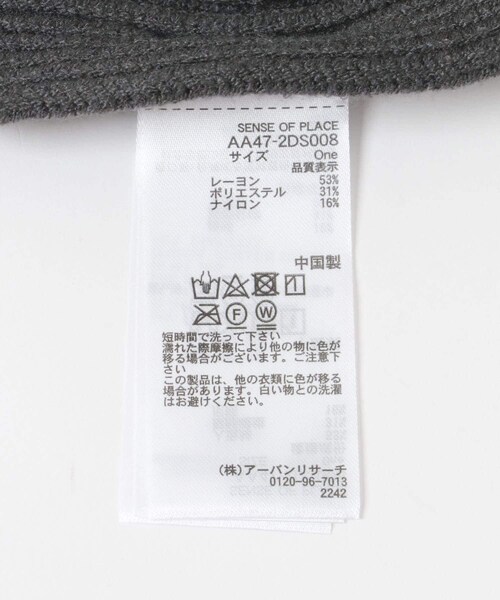 SENSE OF PLACE
AA47-2DS008
サイズ One
品質表示
レーヨン 53%
ポリエステル 31%
ナイロン 16%
中国製
F W
短時間で洗って下さい
濡れた際摩擦により他の物に色が
移る場合がございます。ご注意下
さい
この製品は、他の衣類に色が移る
場合があります。白い物との洗濯
はお避けください。
(株)アーバンリサーチ
0120-96-7013
2242